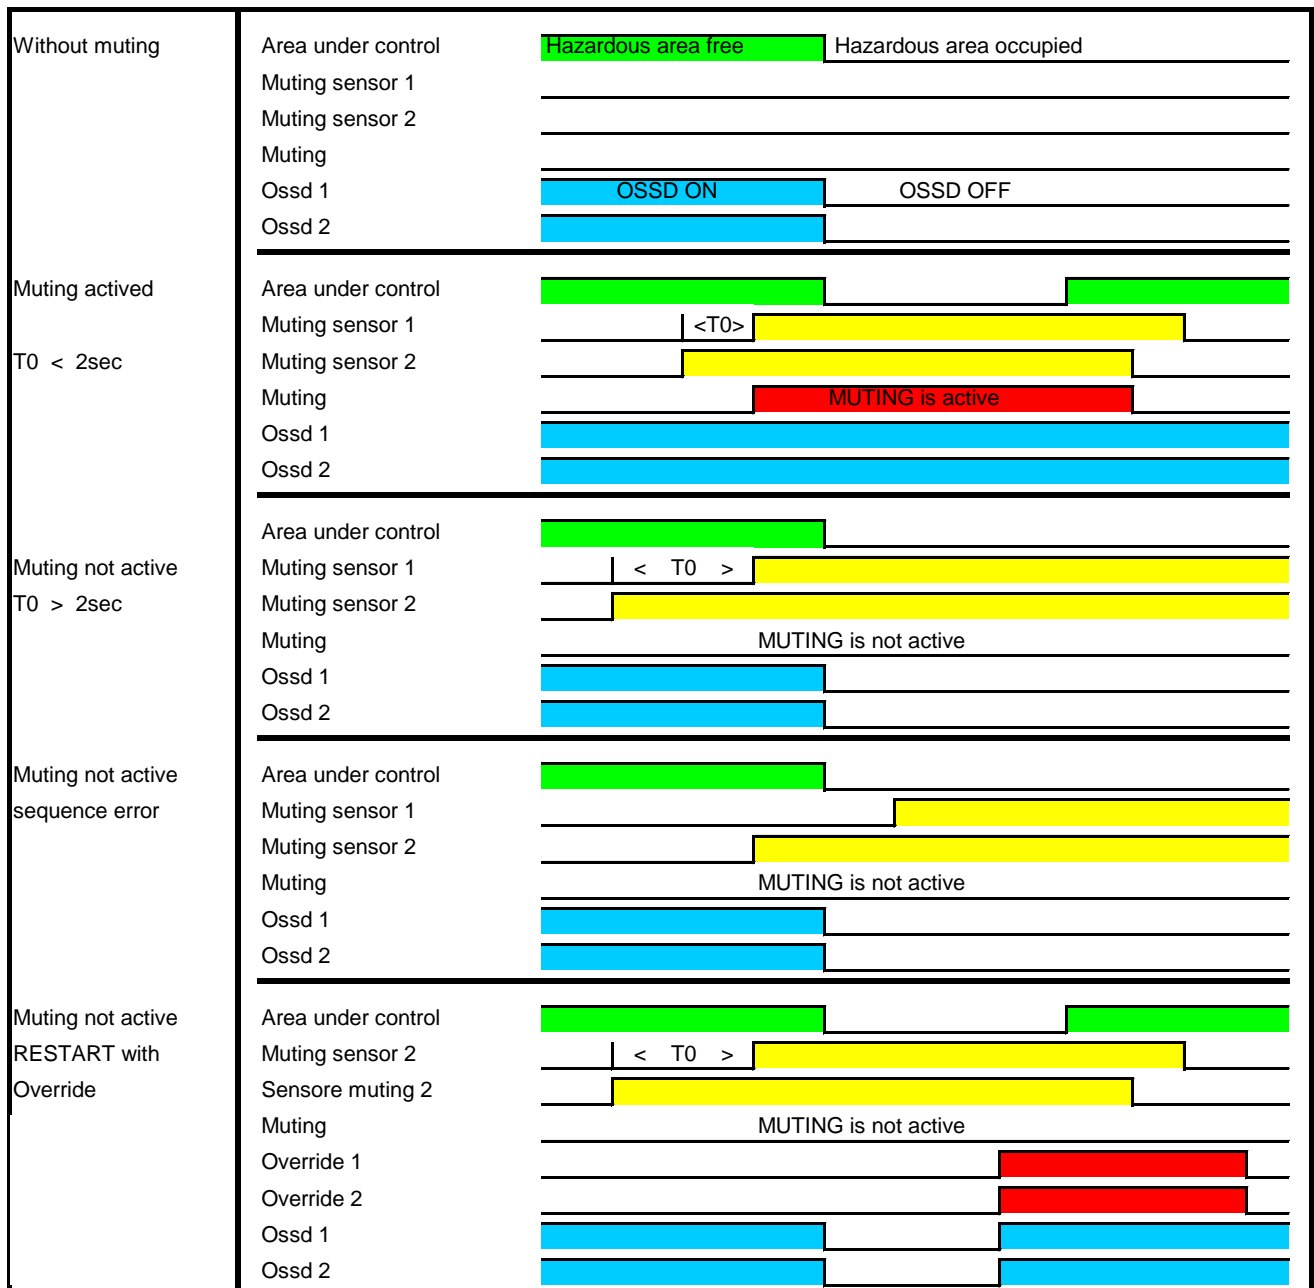 Without muting Area under control Hazardous area free Hazardous area occupied
Muting sensor 1
Muting sensor 2
Muting
Ossd 1 OSSD ON OSSD OFF
Ossd 2
Muting actived Area under control
Muting sensor 1 <T0>
T0 < 2sec Muting sensor 2
Muting MUTING is active
Ossd 1
Ossd 2
Area under control
Muting not active Muting sensor 1 < T0 >
T0 > 2sec Muting sensor 2
Muting MUTING is not active
Ossd 1
Ossd 2
Muting not active Area under control
sequence error Muting sensor 1
Muting sensor 2
Muting MUTING is not active
Ossd 1
Ossd 2
Muting not active Area under control
RESTART with Muting sensor 2 < T0 >
Override Sensore muting 2
Muting MUTING is not active
Override 1
Override 2
Ossd 1
Ossd 2